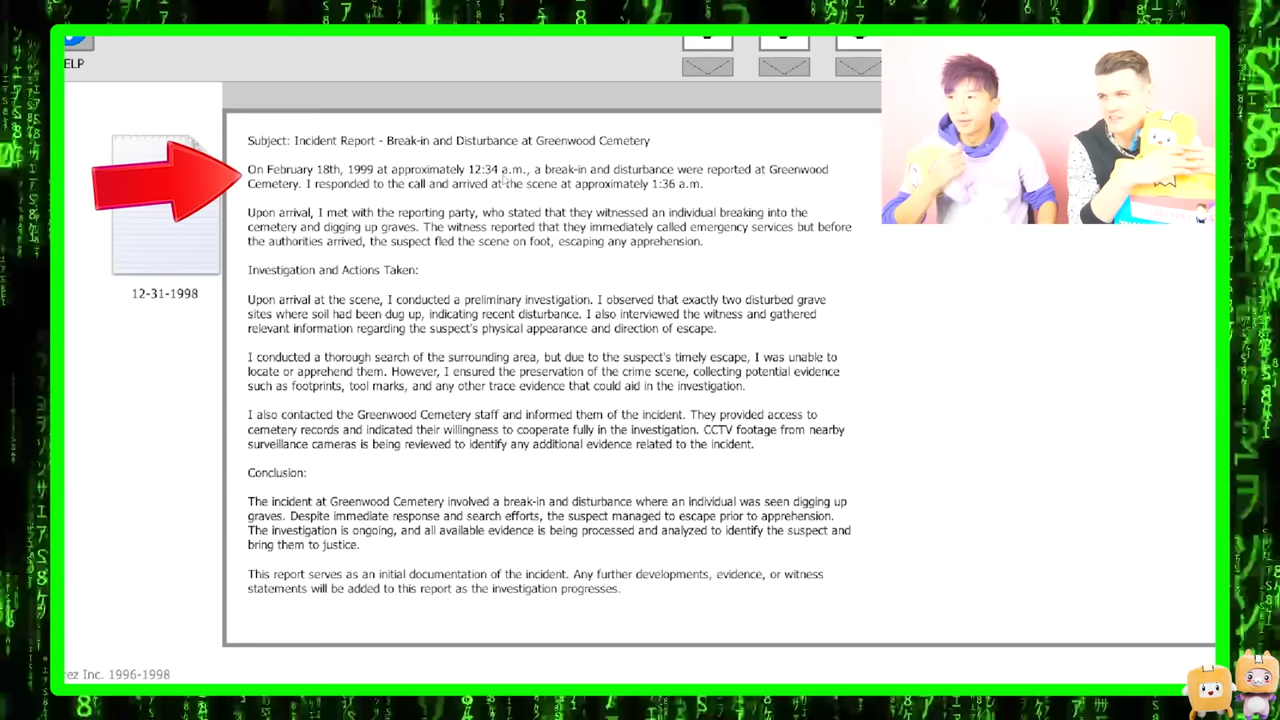 ELP
Subject: Incident Report - Break-in and Disturbance at Greenwood Cemetery
On February 18th, 1999 at approximately 12:34 a.m., a break-in and disturbance were reported at Greenwood
Cemetery. I responded to the call and arrived at the scene at approximately 1:36 a.m.
Upon arrival, I met with the reporting party, who stated that they witnessed an individual breaking into the
cemetery and digging up graves. The witness reported that they immediately called emergency services but before
the authorities arrived, the suspect fled the scene on foot, escaping any apprehension.
12-31-1998
Investigation and Actions Taken:
Upon arrival at the scene, I conducted a preliminary investigation. I observed that exactly two disturbed grave
sites where soil had been dug up, indicating recent disturbance. I also interviewed the witness and gathered
relevant information regarding the suspect's physical appearance and direction of escape.
I conducted a thorough search of the surrounding area, but due to the suspect's timely escape, I was unable to
locate or apprehend them. However, I ensured the preservation of the crime scene, collecting potential evidence
such as footprints, tool marks, and any other trace evidence that could aid in the investigation.
I also contacted the Greenwood Cemetery staff and informed them of the incident. They provided access to
cemetery records and indicated their willingness to cooperate fully in the investigation. CCTV footage from nearby
surveillance cameras is being reviewed to identify any additional evidence related to the incident.
Conclusion:
The incident at Greenwood Cemetery involved a break-in and disturbance where an individual was seen digging up
graves. Despite immediate response and search efforts, the suspect managed to escape prior to apprehension.
The investigation is ongoing, and all available evidence is being processed and analyzed to identify the suspect and
bring them to justice.
This report serves as an initial documentation of the incident. Any further developments, evidence, or witness
statements will be added to this report as the investigation progresses.
ez Inc. 1996-1998